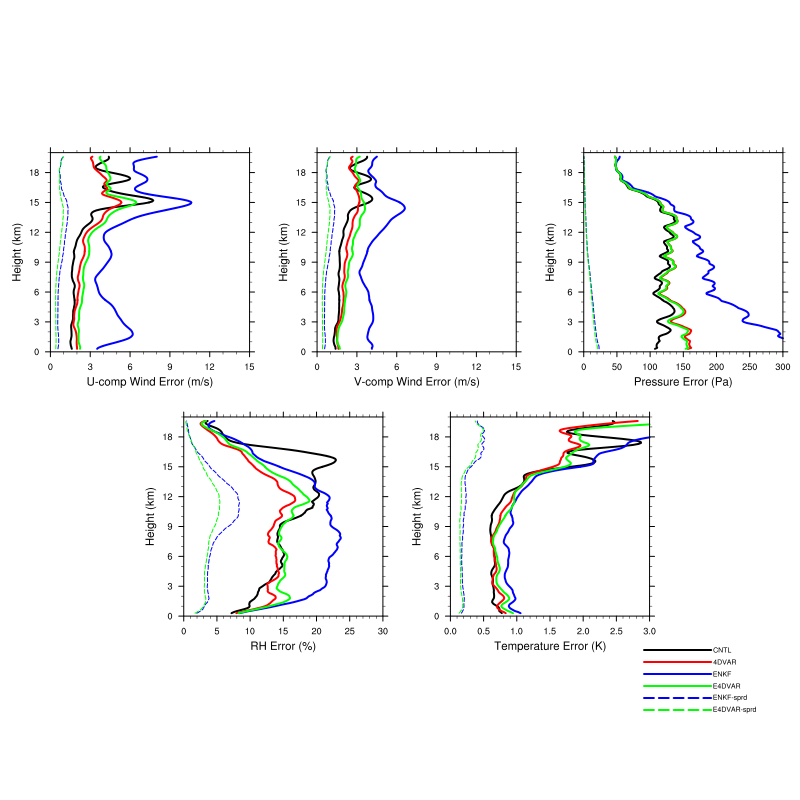 18
15
12
9
6
3
0
Height (km)
0 3 6 9 12 15
U-comp Wind Error (m/s)
18
15
12
9
6
3
0
Height (km)
0 3 6 9 12 15
V-comp Wind Error (m/s)
18
15
12
9
6
3
0
Height (km)
0 50 100 150 200 250 300
Pressure Error (Pa)
18
15
12
9
6
3
0
Height (km)
0 5 10 15 20 25 30
RH Error (%)
18
15
12
9
6
3
0
Height (km)
0.0 0.5 1.0 1.5 2.0 2.5 3.0
Temperature Error (K)
CNTL
4DVAR
ENKF
E4DVAR
ENKF-sprd
E4DVAR-sprd